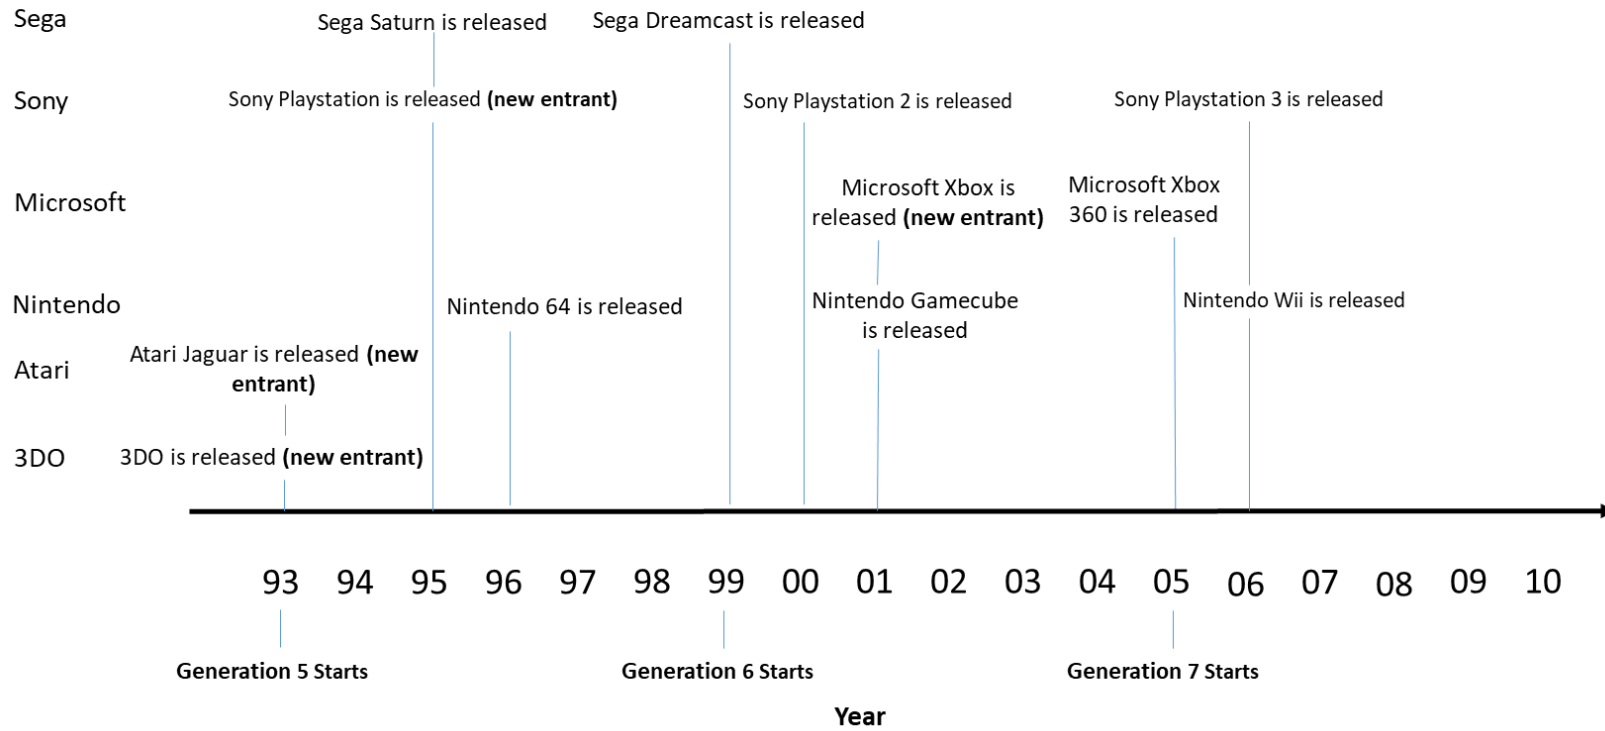 Sega
Sega Saturn is released
Sega Dreamcast is released
Sony
Sony Playstation is released (new entrant)
Sony Playstation 2 is released
Sony Playstation 3 is released
Microsoft
Microsoft Xbox is
released (new entrant)
Microsoft Xbox
360 is released
Nintendo
Nintendo 64 is released
Nintendo Gamecube
is released
Nintendo Wii is released
Atari
Atari Jaguar is released (new
entrant)
3DO
3DO is released (new entrant)
93 94 95 96 97 98 99 00 01 02 03 04 05 06 07 08 09 10
Generation 5 Starts
Generation 6 Starts
Generation 7 Starts
Year